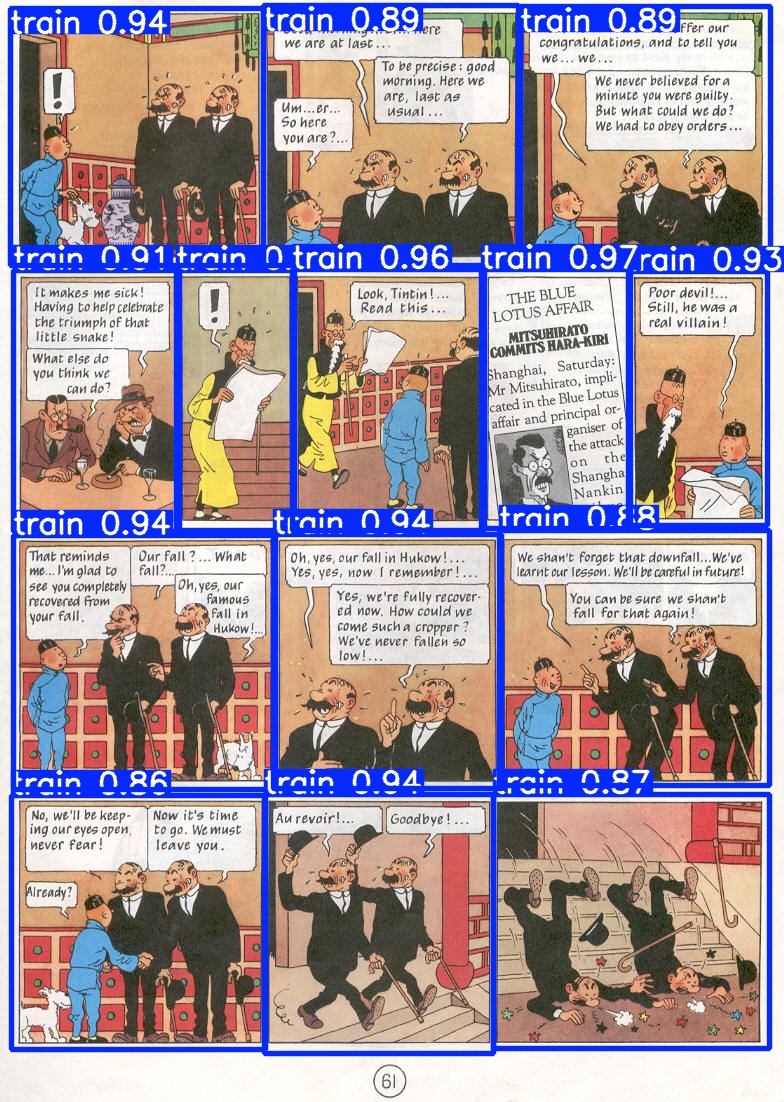 train 0.94
train 0.89
train 0.89
!
we are at last...
To be precise: good
morning. Here we
are, last as
usual...
Um...er...
So here
you are?...
congratulations, and to tell you
we... we...
We never believed for a
minute you were guilty.
But what could we do?
We had to obey orders...
train 0.91
train 0.
train 0.96
train 0.97
rain 0.93
It makes me sick!
Having to help celebrate
the triumph of that
little snake!
What else do
you think we
can do?
!
Look, Tintin!...
Read this...
THE BLUE
LOTUS AFFAIR
MITSUHIRATO
COMMITS HARA-KIRI
Shanghai, Saturday:
Mr Mitsuhirato, impli-
cated in the Blue Lotus
affair and principal or-
ganiser of
the attack
on the
Shangha
Nankin
Poor devil!...
Still, he was a
real villain!
train 0.94
train 0.94
train 0.88
That reminds
me... I'm glad to
see you completely
recovered from
your fall.
Our fall?... What
fall?...
Oh, yes, our
famous
fall in
Hukow!...
Oh, yes, our fall in Hukow!...
Yes, yes, now I remember!...
Yes, we're fully recover-
ed now. How could we
come such a cropper?
We've never fallen so
low!...
We shan't forget that downfall...We've
learnt our lesson. We'll be careful in future!
You can be sure we shan't
fall for that again!
train 0.86
train 0.94
train 0.87
No, we'll be keep-
ing our eyes open,
never fear!
Now it's time
to go. We must
leave you.
Already?
Au revoir!...
Goodbye!...
61